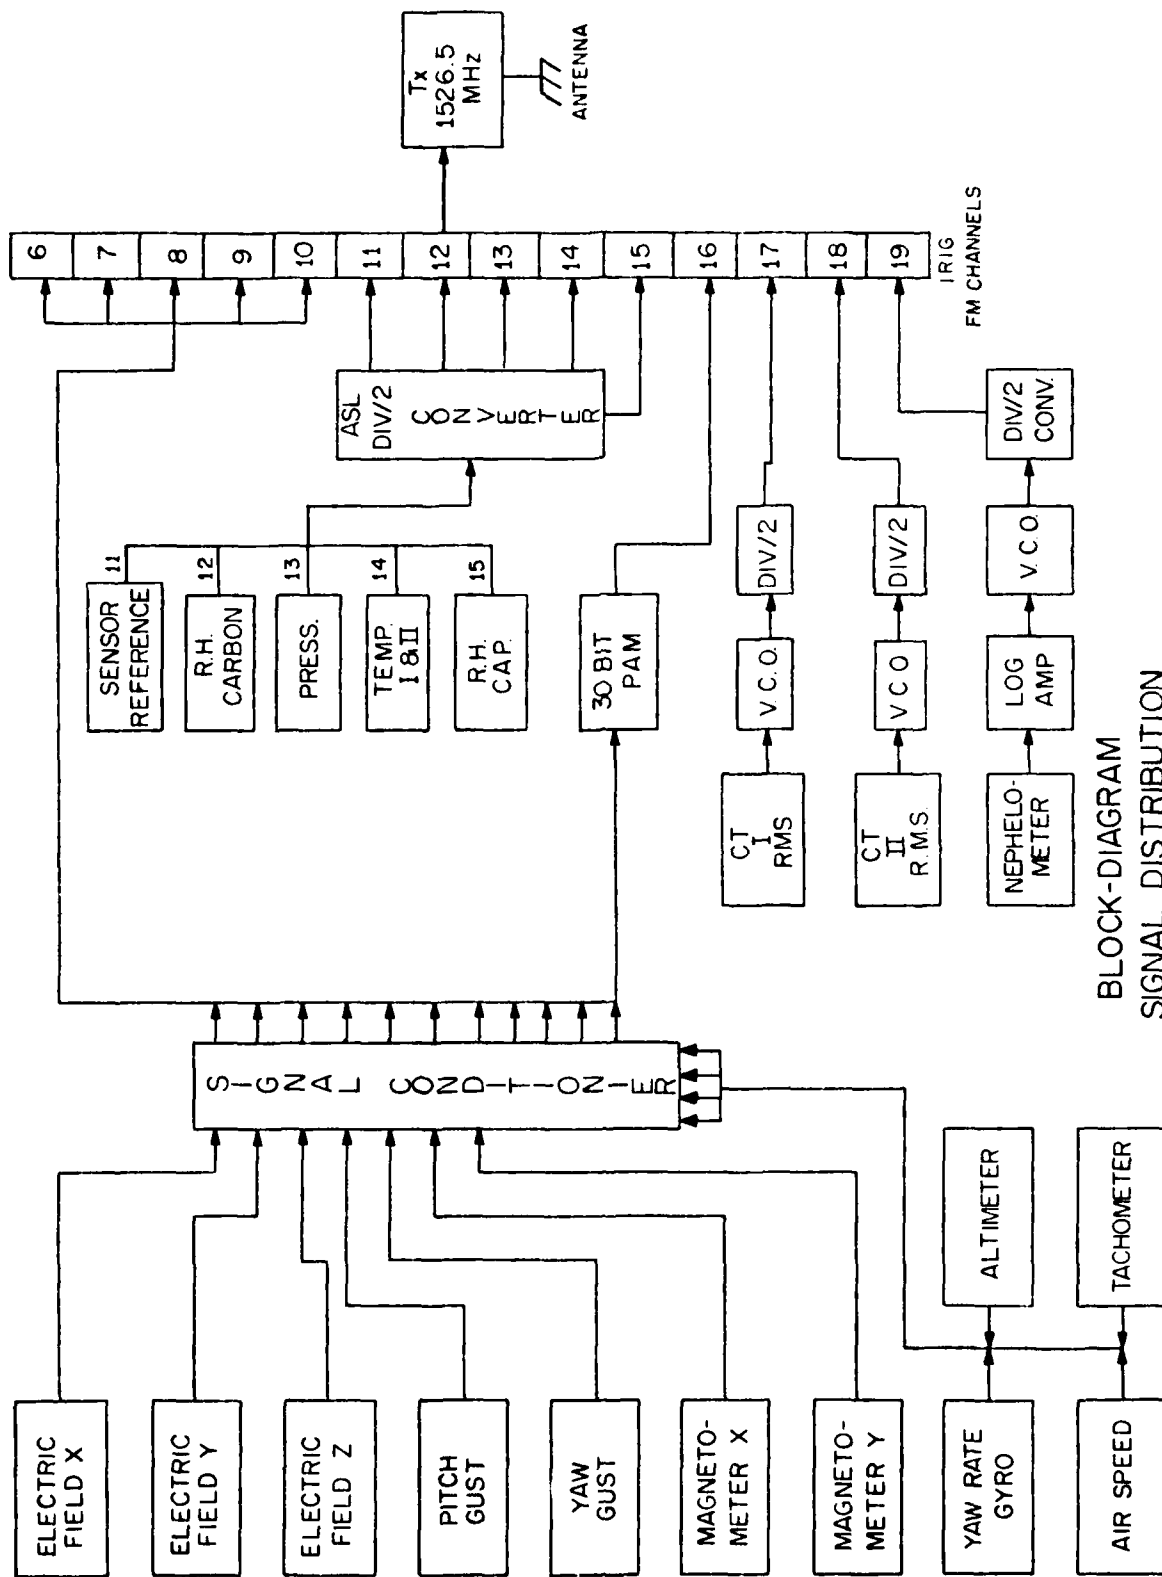 ELECTRIC
FIELD X
ELECTRIC
FIELD Y
ELECTRIC
FIELD Z
PITCH
GUST
YAW
GUST
MAGNETO-
METER X
MAGNETO-
METER Y
YAW RATE
GYRO
AIR SPEED
ALTIMETER
TACHOMETER
SIGNAL CONDITIONIER
SENSOR
REFERENCE
11
R.H.
CARBON
12
PRESS.
13
TEMP.
I & II
14
R.H.
CAP.
15
30 BIT
PAM
ASL
DIV/2
CONVERTER
CT
I
RMS
V.C.O.
DIV/2
CT
II
R.M.S.
V C O
DIV/2
NEPHELO-
METER
LOG
AMP
V.C.O.
DIV/2
CONV.
6
7
8
9
10
11
12
13
14
15
16
17
18
19
IRIG
FM CHANNELS
Tx
1526.5
MHz
ANTENNA
BLOCK-DIAGRAM
SIGNAL DISTRIBUTION